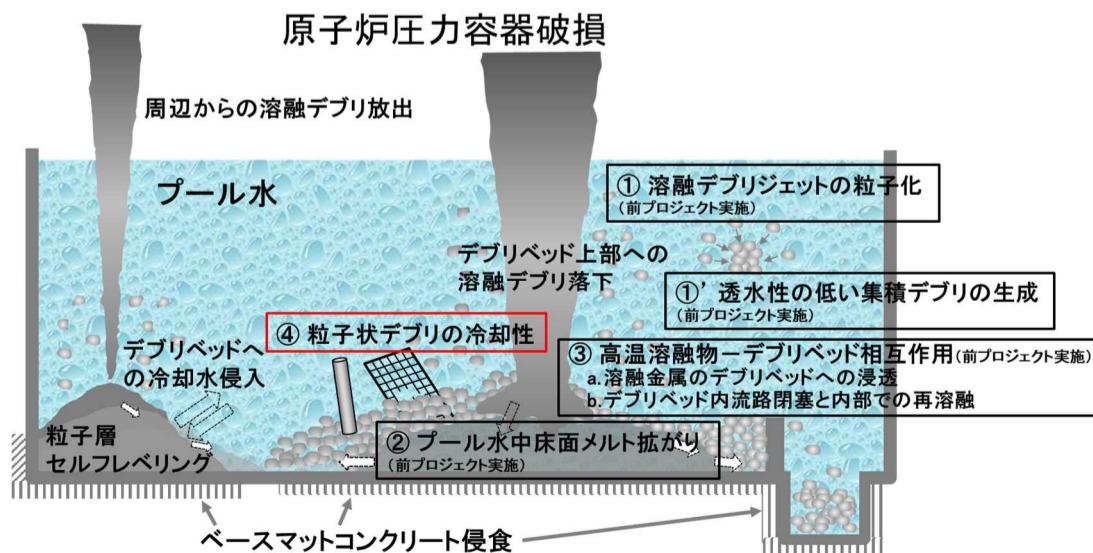 原子炉圧力容器破損
周辺からの溶融デブリ放出
プール水
① 溶融デブリジェットの粒子化
(前プロジェクト実施)
デブリベッド上部への
溶融デブリ落下
①’ 透水性の低い集積デブリの生成
(前プロジェクト実施)
④ 粒子状デブリの冷却性
③ 高温溶融物－デブリベッド相互作用(前プロジェクト実施)
a.溶融金属のデブリベッドへの浸透
b.デブリベッド内流路閉塞と内部での再溶融
デブリベッドへ
の冷却水侵入
粒子層
セルフレベリング
② プール水中床面メルト拡がり
(前プロジェクト実施)
ベースマットコンクリート侵食